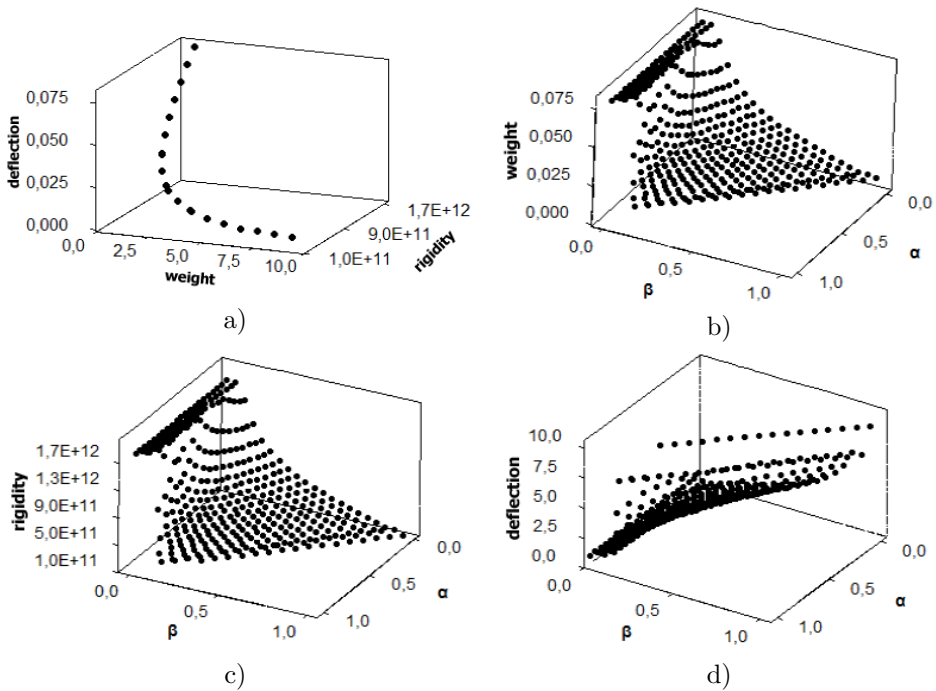 0,075
0,050
0,025
0,000
deflection
0,0
2,5
5,0
7,5
10,0
weight
1,7E+12
9,0E+11
1,0E+11
rigidity
a)
0,075
0,050
0,025
0,000
weight
0,0
0,5
1,0
β
0,0
0,5
1,0
α
b)
1,7E+12
1,3E+12
9,0E+11
5,0E+11
1,0E+11
rigidity
0,0
0,5
1,0
β
0,0
0,5
1,0
α
c)
10,0
7,5
5,0
2,5
0,0
deflection
0,0
0,5
1,0
β
0,0
0,5
1,0
α
d)